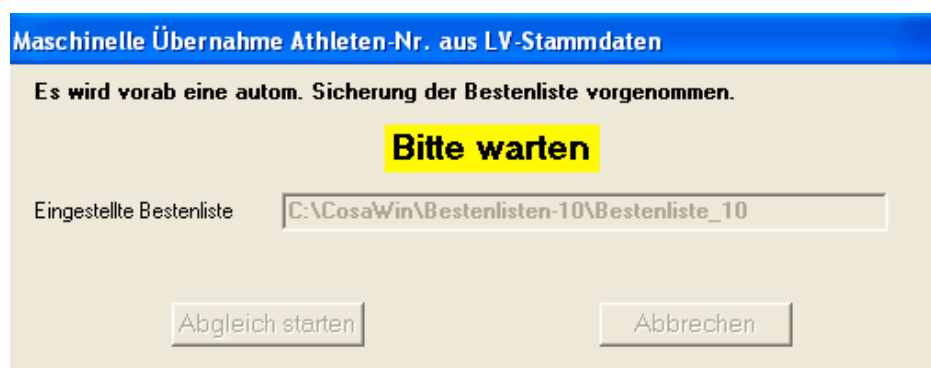 Maschinelle Übernahme Athleten-Nr. aus LV-Stammdaten
Es wird vorab eine autom. Sicherung der Bestenliste vorgenommen.
Bitte warten
Eingestellte Bestenliste C:\CosaWin\Bestenlisten-10\Bestenliste_10
Abgleich starten Abbrechen